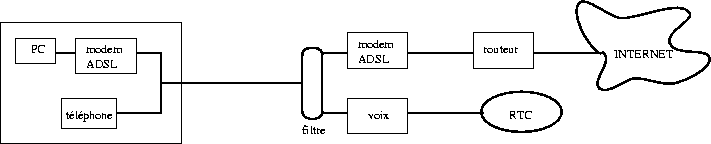 PC
modem
ADSL
téléphone
filtre
modem
ADSL
routeur
INTERNET
voix
RTC